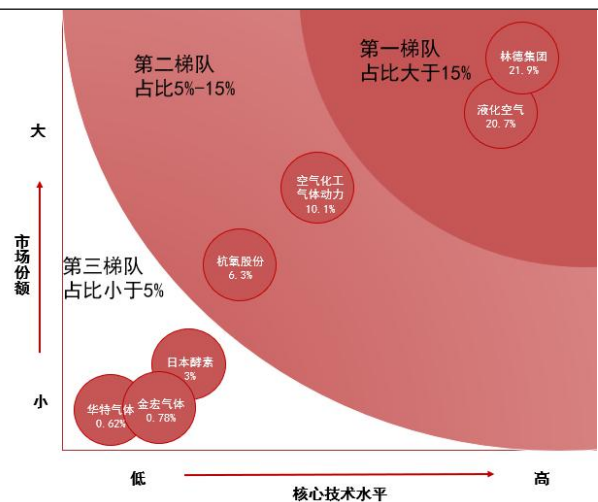 第一梯队
占比大于15%
林德集团
21.9%
液化空气
20.7%
第二梯队
占比5%-15%
空气化工
气体动力
10.1%
杭氧股份
6.3%
第三梯队
占比小于5%
日本酵素
3%
华特气体
0.62%
金宏气体
0.78%
大
市场份额
小
低
高
核心技术水平